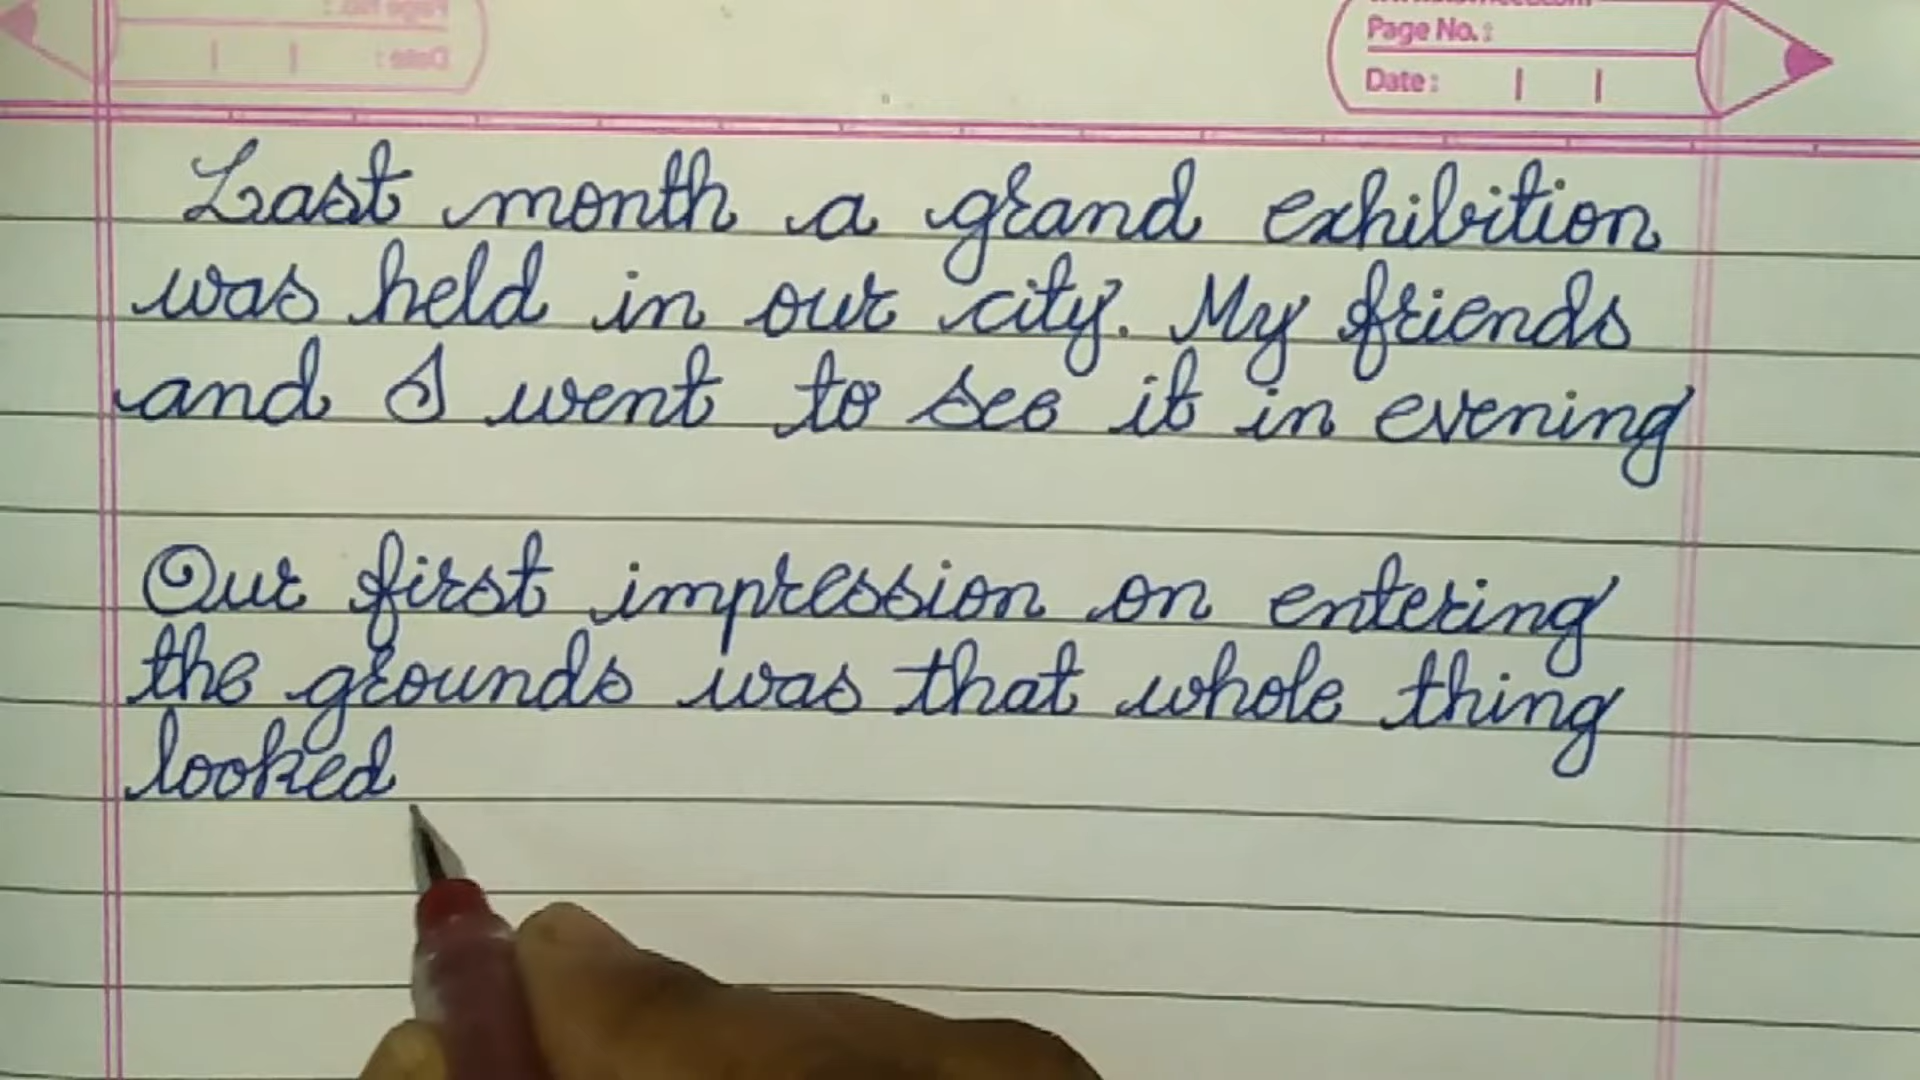 Page No. :
Date :
Last month a grand exhibition
was held in our city. My friends
and I went to see it in evening
Our first impression on entering
the grounds was that whole thing
looked